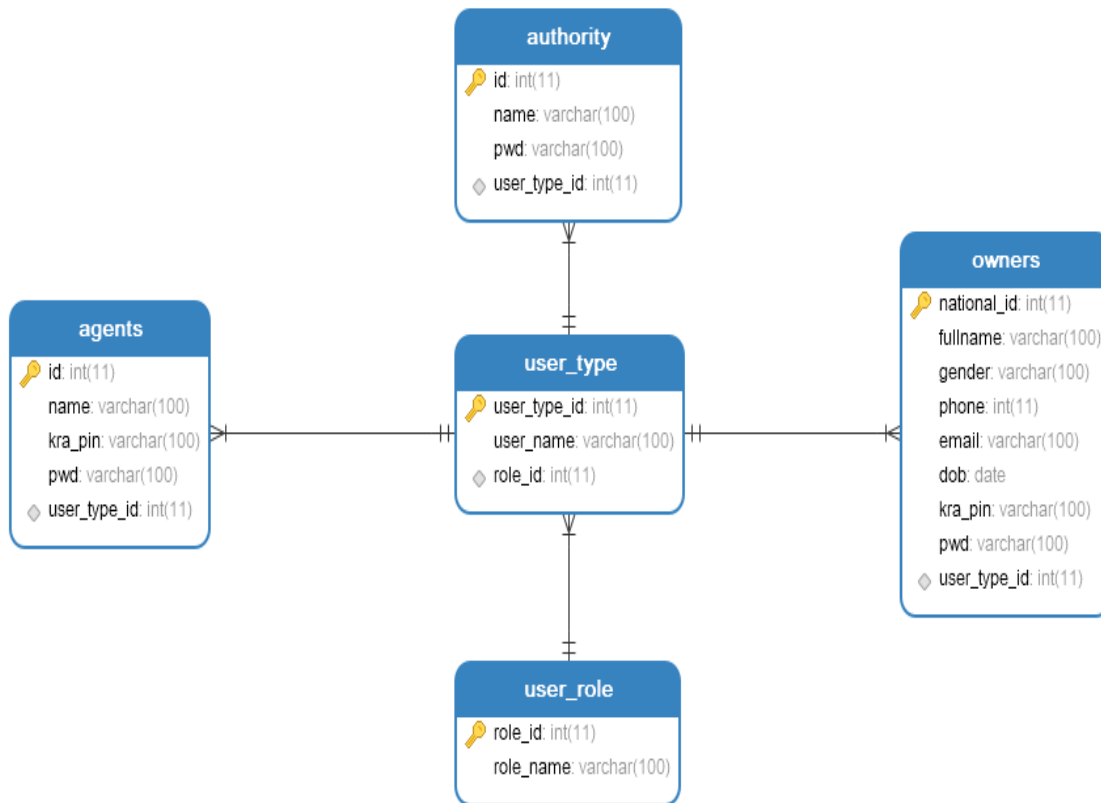 authority
id: int(11)
name: varchar(100)
pwd: varchar(100)
user_type_id: int(11)
agents
id: int(11)
name: varchar(100)
kra_pin: varchar(100)
pwd: varchar(100)
user_type_id: int(11)
user_type
user_type_id: int(11)
user_name: varchar(100)
role_id: int(11)
owners
national_id: int(11)
fullname: varchar(100)
gender: varchar(100)
phone: int(11)
email: varchar(100)
dob: date
kra_pin: varchar(100)
pwd: varchar(100)
user_type_id: int(11)
user_role
role_id: int(11)
role_name: varchar(100)